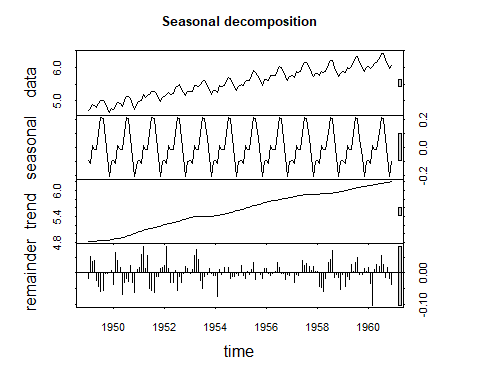 Seasonal decomposition
data
5.0 6.0
seasonal
-0.2 0.0 0.2
trend
4.8 5.4 6.0
remainder
-0.10 0.00
1950 1952 1954 1956 1958 1960
time